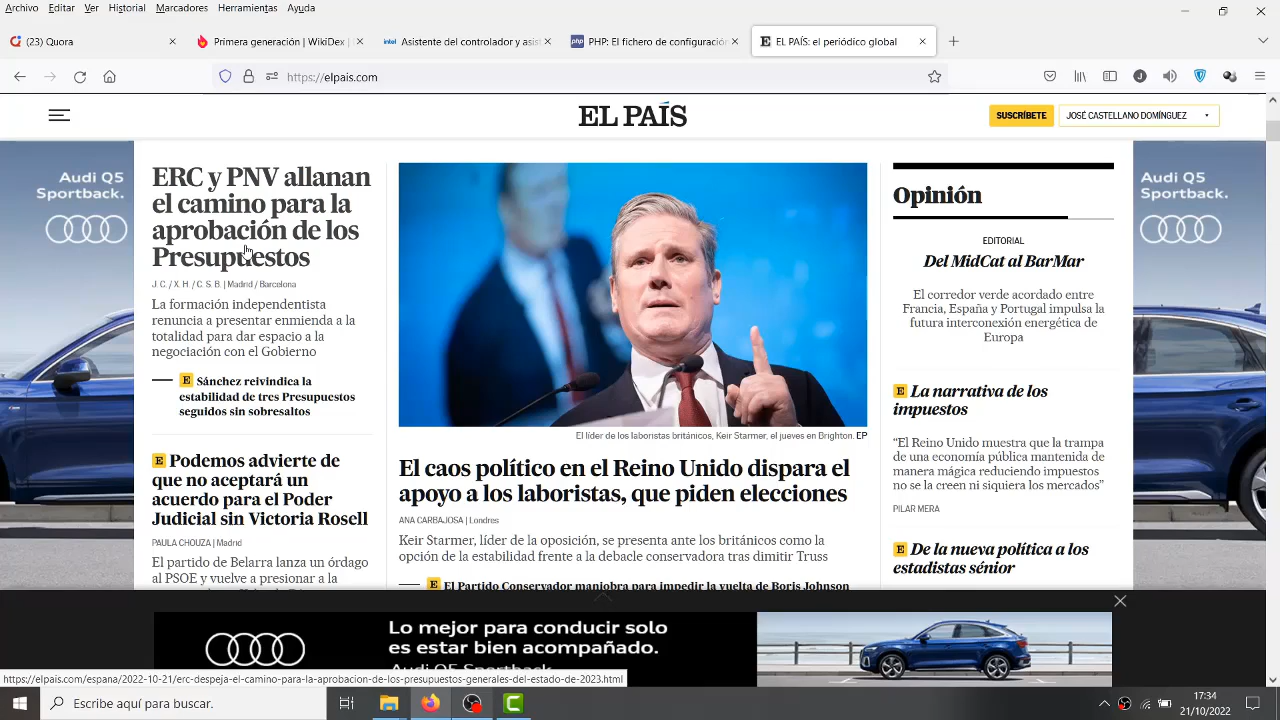 Archivo Editar Ver Historial Marcadores Herramientas Ayuda
(23) Quora
Primera generación | WikiDex |
intel Asistente del controlador y asis
php PHP: El fichero de configuración
E EL PAÍS: el periódico global
https://elpais.com
EL PAÍS
SUSCRÍBETE
JOSÉ CASTELLANO DOMÍNGUEZ
Audi Q5
Sportback.
ERC y PNV allanan
el camino para la
aprobación de los
Presupuestos
J. C. / X. H. / C. S. B. | Madrid / Barcelona
La formación independentista
renuncia a presentar enmienda a la
totalidad para dar espacio a la
negociación con el Gobierno
E Sánchez reivindica la
estabilidad de tres Presupuestos
seguidos sin sobresaltos
E Podemos advierte de
que no aceptará un
acuerdo para el Poder
Judicial sin Victoria Rosell
PAULA CHOUZA | Madrid
El partido de Belarra lanza un órdago
al PSOE y vuelve a presionar a la
El líder de los laboristas británicos, Keir Starmer, el jueves en Brighton. EP
El caos político en el Reino Unido dispara el
apoyo a los laboristas, que piden elecciones
ANA CARBAJOSA | Londres
Keir Starmer, líder de la oposición, se presenta ante los británicos como la
opción de la estabilidad frente a la debacle conservadora tras dimitir Truss
E El Partido Conservador maniobra para impedir la vuelta de Boris Johnson
Opinión
EDITORIAL
Del MidCat al BarMar
El corredor verde acordado entre
Francia, España y Portugal impulsa la
futura interconexión energética de
Europa
E La narrativa de los
impuestos
“El Reino Unido muestra que la trampa
de una economía pública mantenida de
manera mágica reduciendo impuestos
no se la creen ni siquiera los mercados”
PILAR MERA
E De la nueva política a los
estadistas sénior
Audi Q5
Sportback.
Lo mejor para conducir solo
es estar bien acompañado.
Audi Q5 Sportback
https://elpais.com/espana/2022-10-21/erc-despeja-el-camino-para-la-aprobacion-de-los-presupuestos-generales-del-estado-de-2023.html
Escribe aquí para buscar.
17:34
21/10/2022